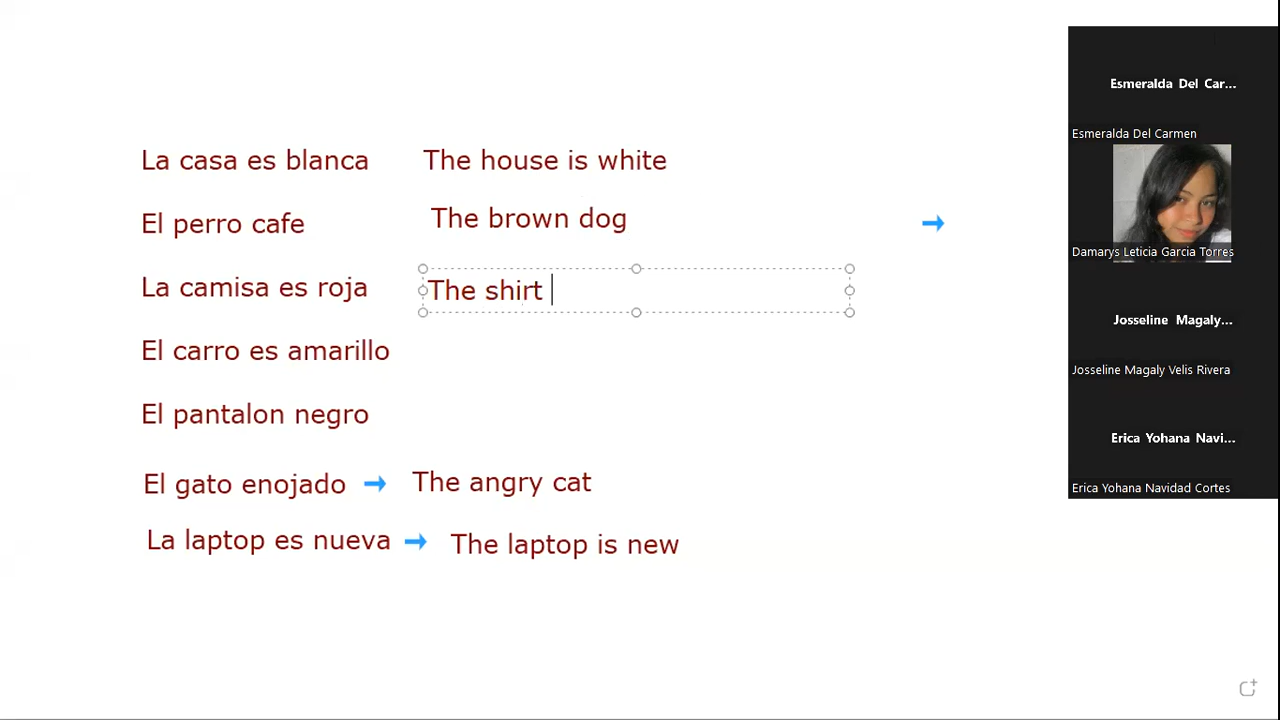 La casa es blanca The house is white
El perro cafe The brown dog
La camisa es roja The shirt
El carro es amarillo
El pantalon negro
El gato enojado The angry cat
La laptop es nueva The laptop is new
Esmeralda Del Car...
Esmeralda Del Carmen
Damarys Leticia Garcia Torres
Josseline Magaly...
Josseline Magaly Velis Rivera
Erica Yohana Navi...
Erica Yohana Navidad Cortes